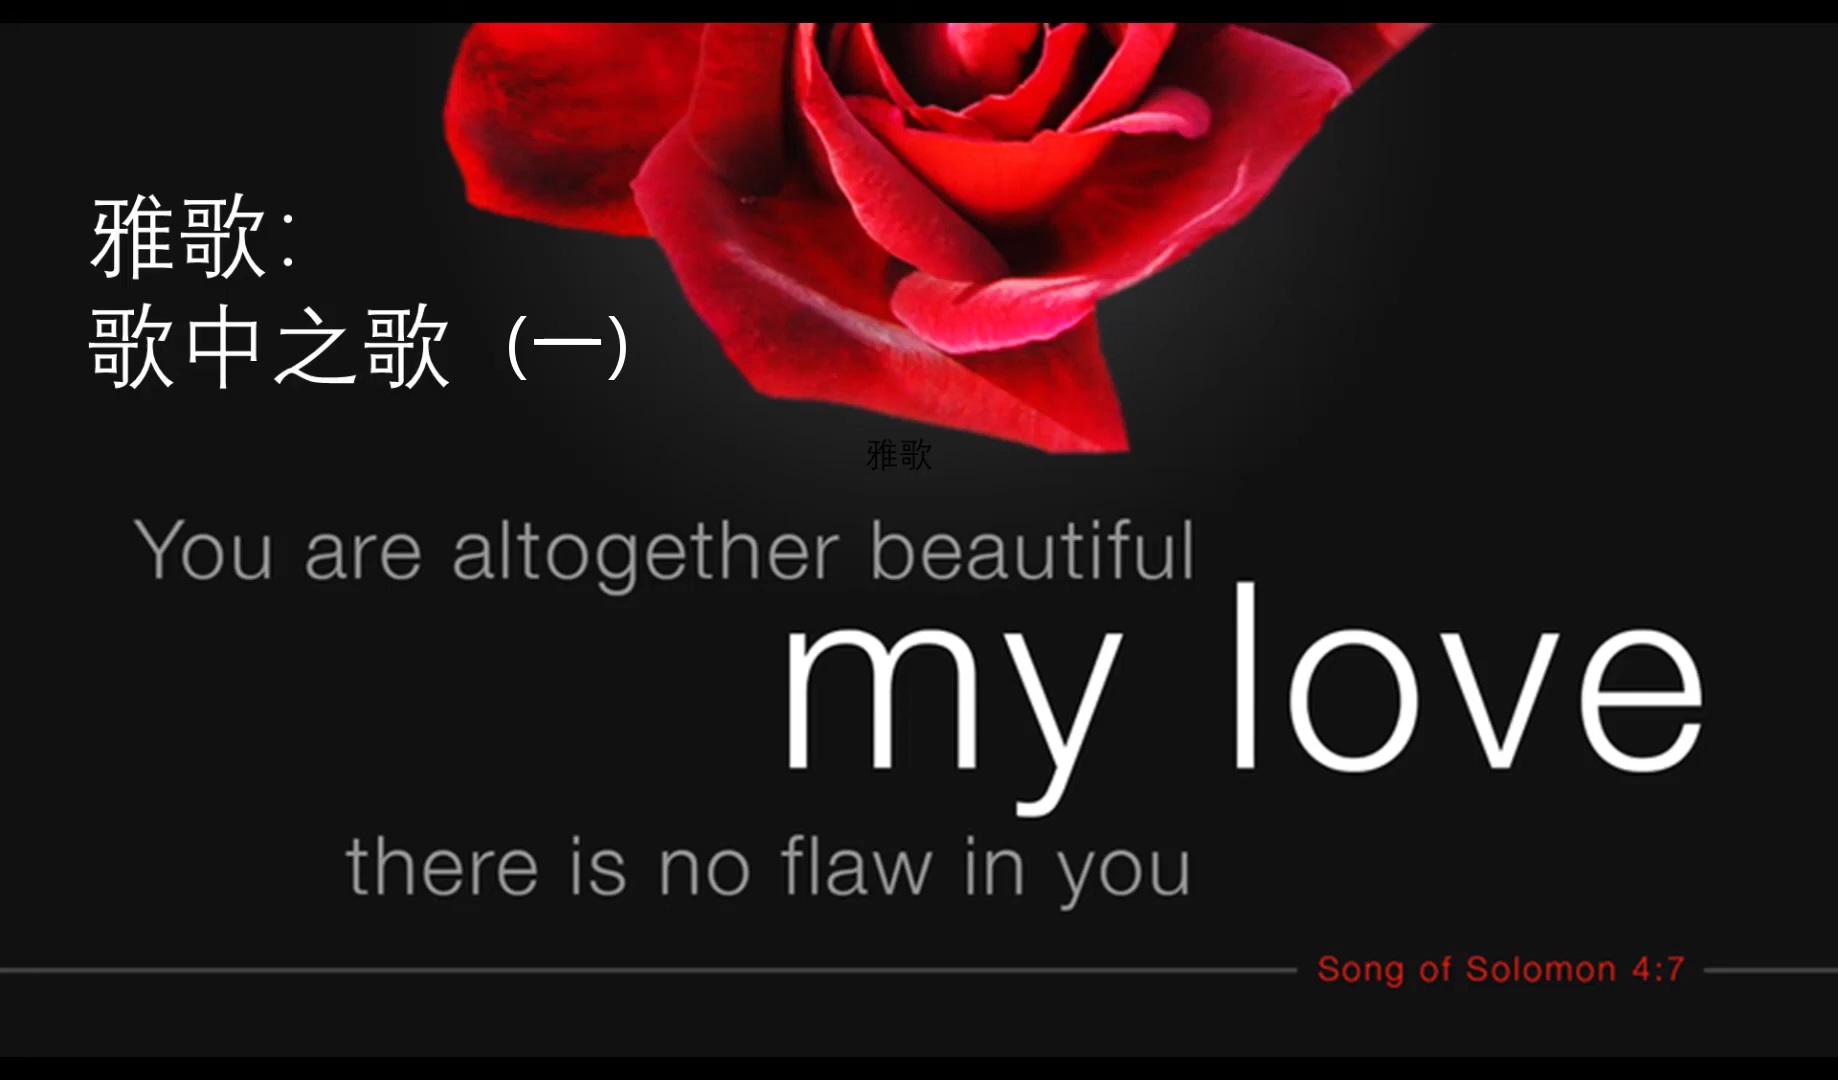 雅歌：
歌中之歌 (一)
雅歌
You are altogether beautiful
my love
there is no flaw in you
Song of Solomon 4:7